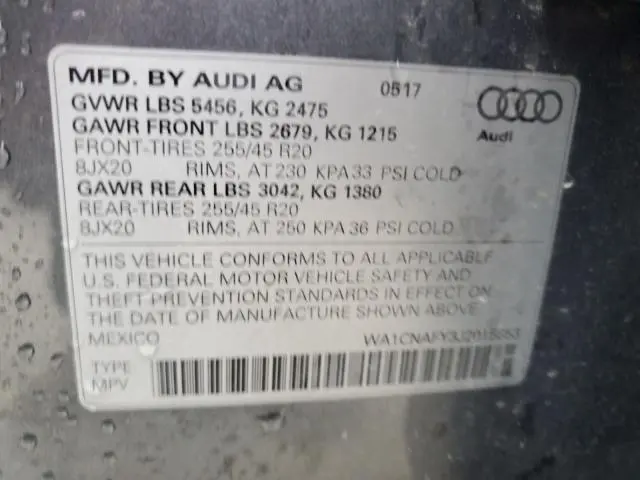 MFD. BY AUDI AG 0517
GVWR LBS 5456, KG 2475
GAWR FRONT LBS 2679, KG 1215
FRONT-TIRES 255/45 R20
8JX20 RIMS, AT 230 KPA 33 PSI COLD
GAWR REAR LBS 3042, KG 1380
REAR-TIRES 255/45 R20
8JX20 RIMS, AT 250 KPA 36 PSI COLD
Audi
THIS VEHICLE CONFORMS TO ALL APPLICABLE
U.S. FEDERAL MOTOR VEHICLE SAFETY AND
THEFT PREVENTION STANDARDS IN EFFECT ON
THE DATE OF MANUFACTURE SHOWN ABOVE.
MEXICO
TYPE
MPV